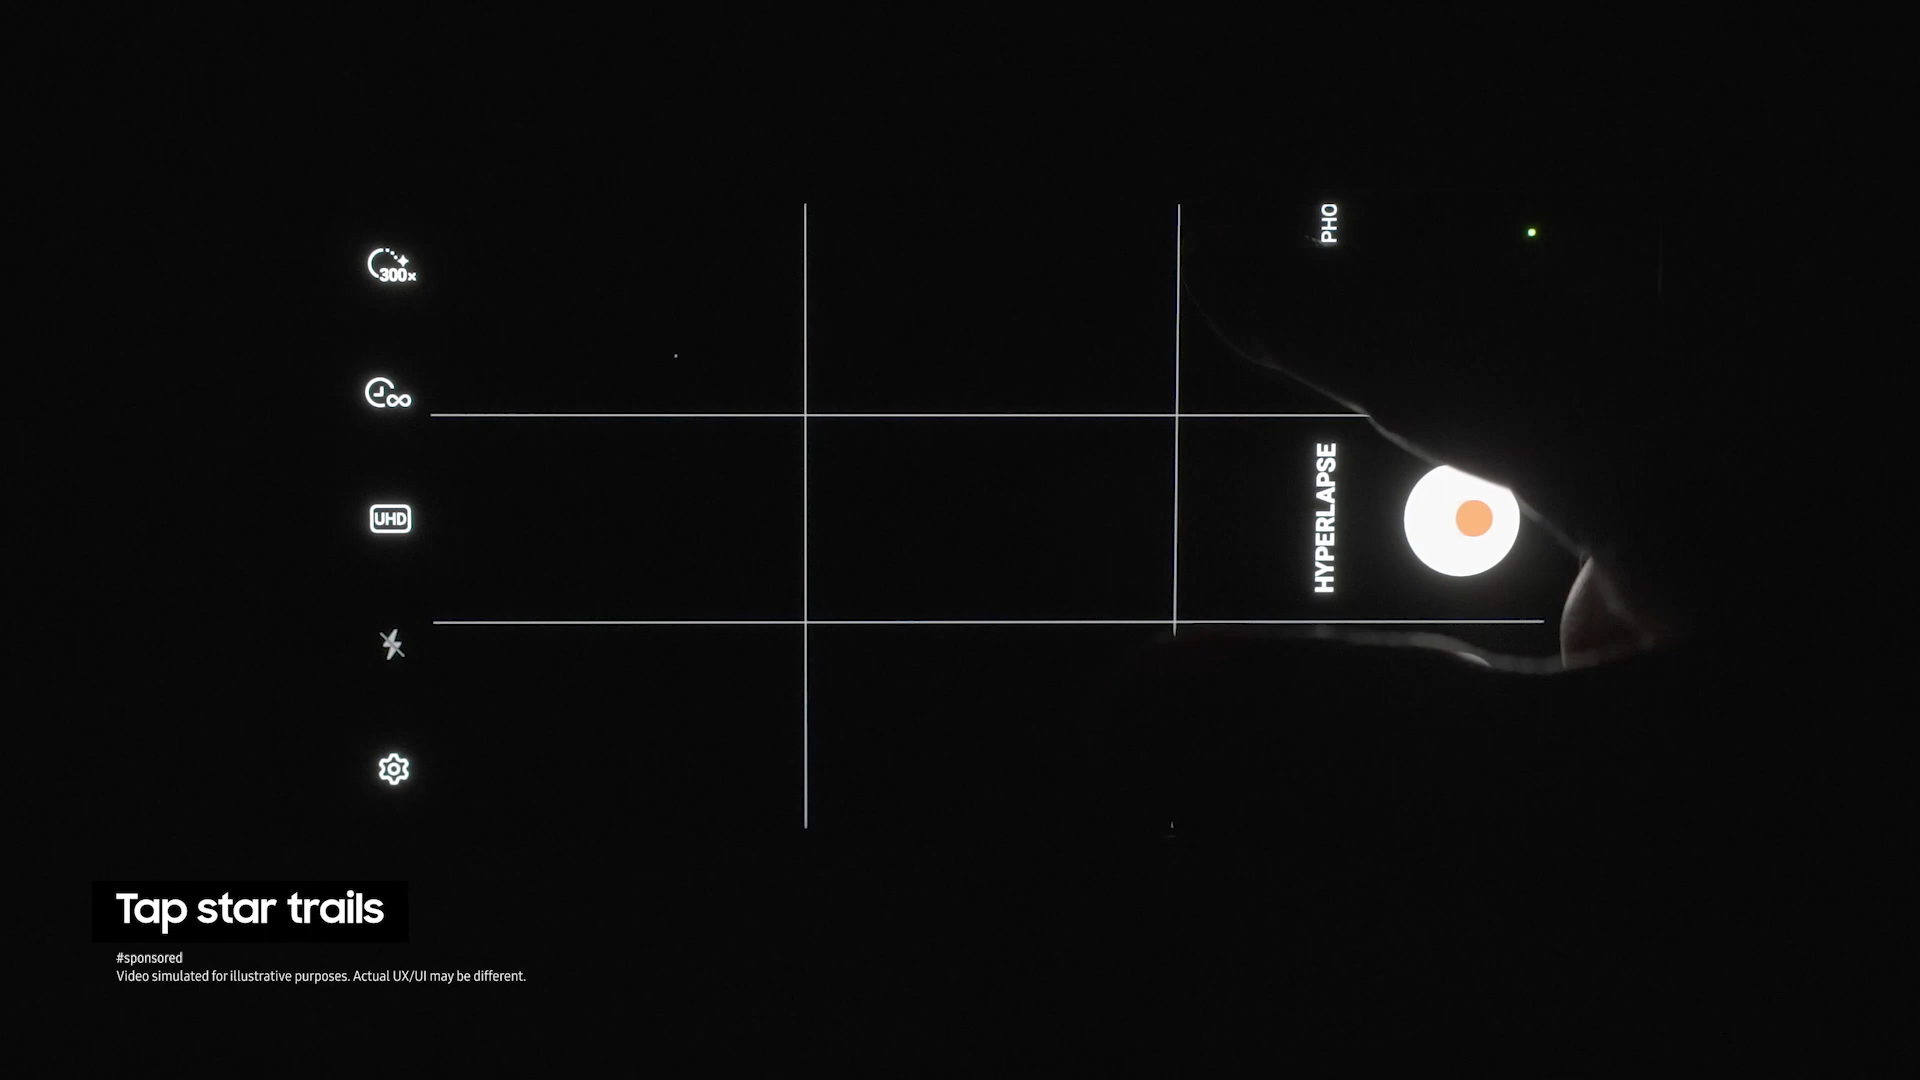 300x
PHO
UHD
HYPERLAPSE
Tap star trails
#sponsored
Video simulated for illustrative purposes. Actual UX/UI may be different.